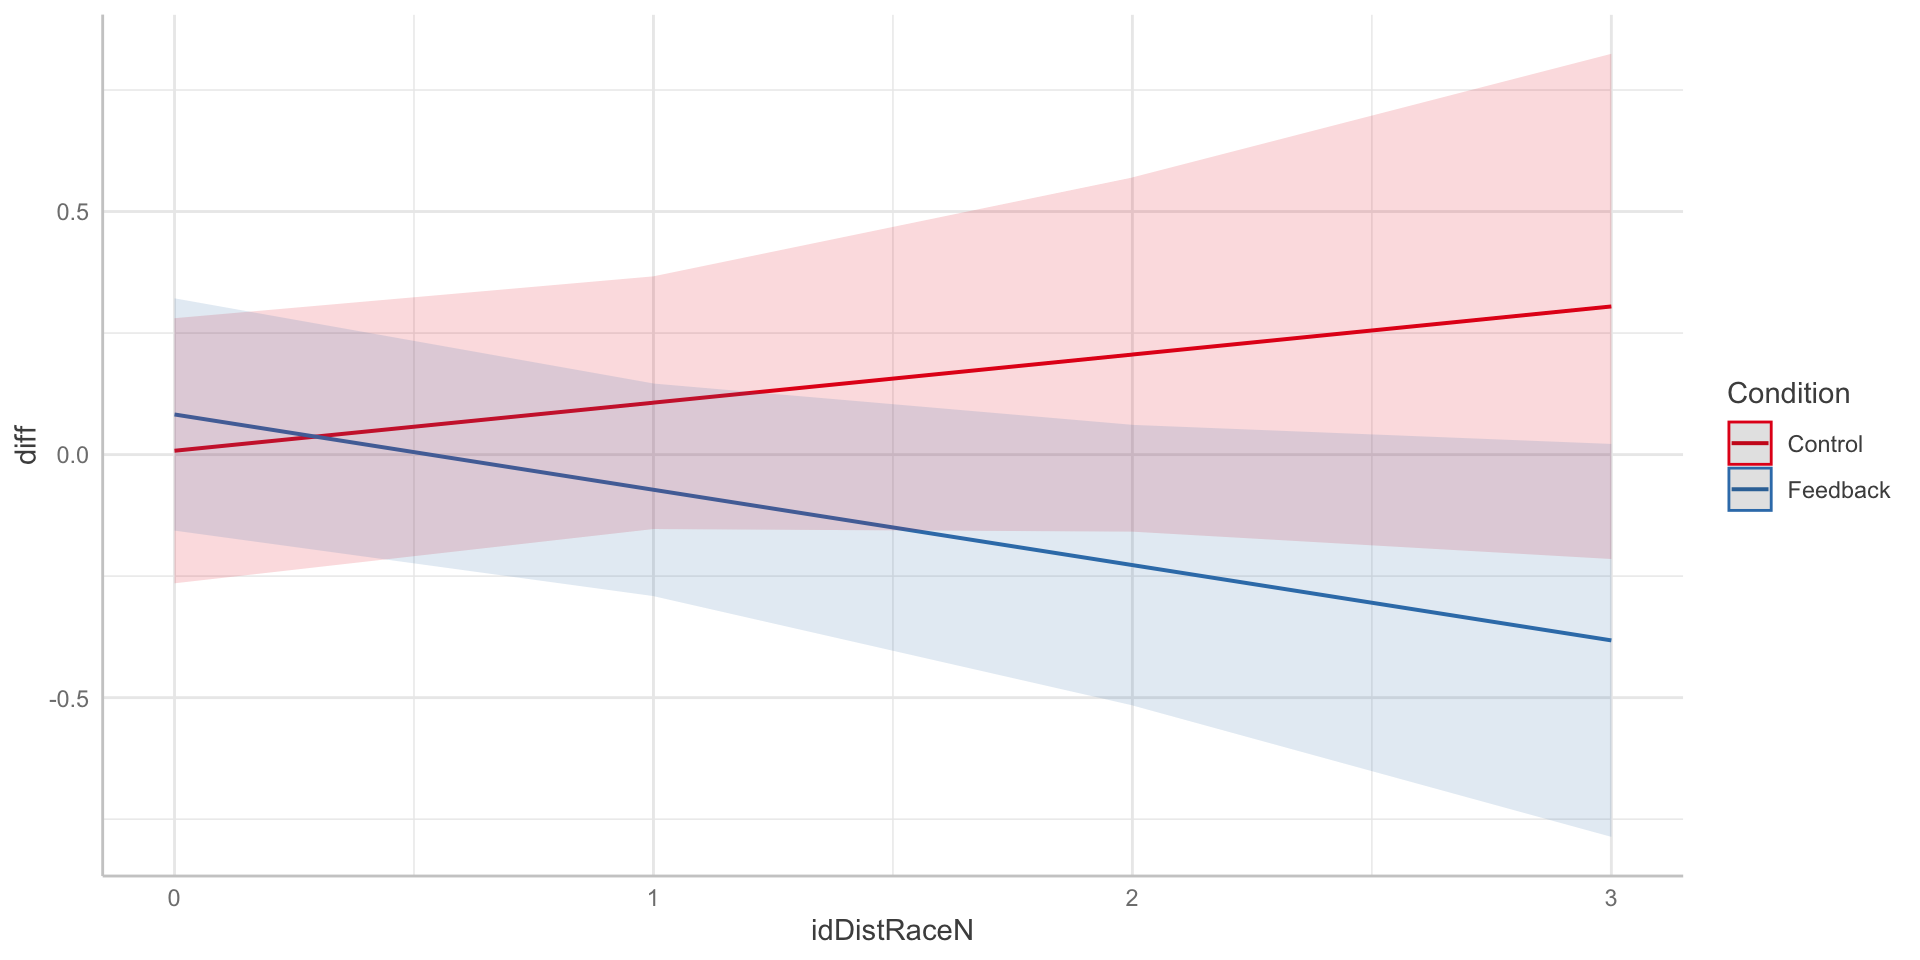 0.5
0.0
-0.5
diff
0
1
2
3
idDistRaceN
Condition
Control
Feedback